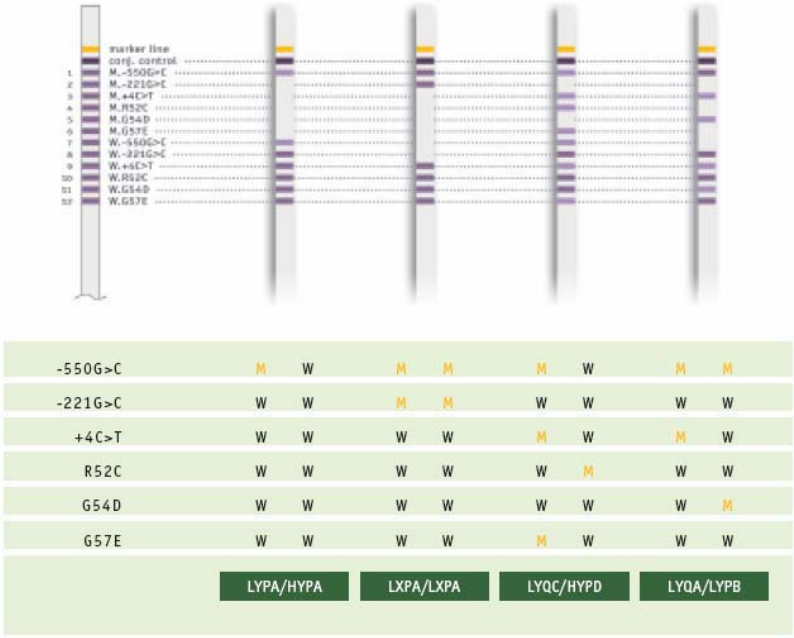 marker line
conj. control
1 M.-550G>C
2 M.-221G>C
3 M.+4C>T
4 M.R52C
5 M.G54D
6 M.G57E
7 W.-550G>C
8 W.-221G>C
9 W.+4C>T
10 W.R52C
11 W.G54D
12 W.G57E
-550G>C M W M M M W M M
-221G>C W W M M W W W W
+4C>T W W W W M W M W
R52C W W W W W M W W
G54D W W W W W W W M
G57E W W W W M W W W
LYPA/HYPA LXPA/LXPA LYQC/HYPD LYQA/LYPB